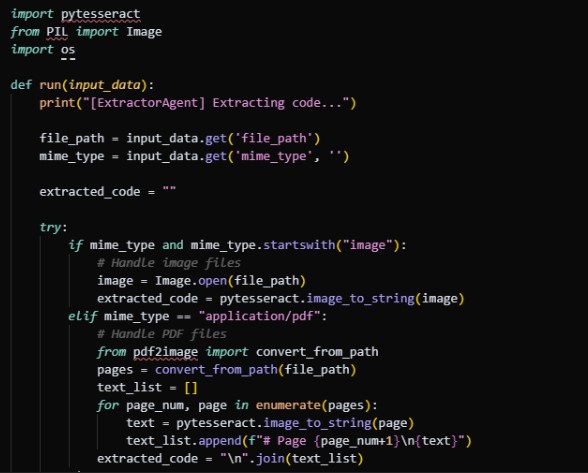 import pytesseract
from PIL import Image
import os
def run(input_data):
    print("[ExtractorAgent] Extracting code...")
    file_path = input_data.get('file_path')
    mime_type = input_data.get('mime_type', '')
    extracted_code = ""
    try:
        if mime_type and mime_type.startswith("image"):
            # Handle image files
            image = Image.open(file_path)
            extracted_code = pytesseract.image_to_string(image)
        elif mime_type == "application/pdf":
            # Handle PDF files
            from pdf2image import convert_from_path
            pages = convert_from_path(file_path)
            text_list = []
            for page_num, page in enumerate(pages):
                text = pytesseract.image_to_string(page)
                text_list.append(f"# Page {page_num+1}\n{text}")
            extracted_code = "\n".join(text_list)